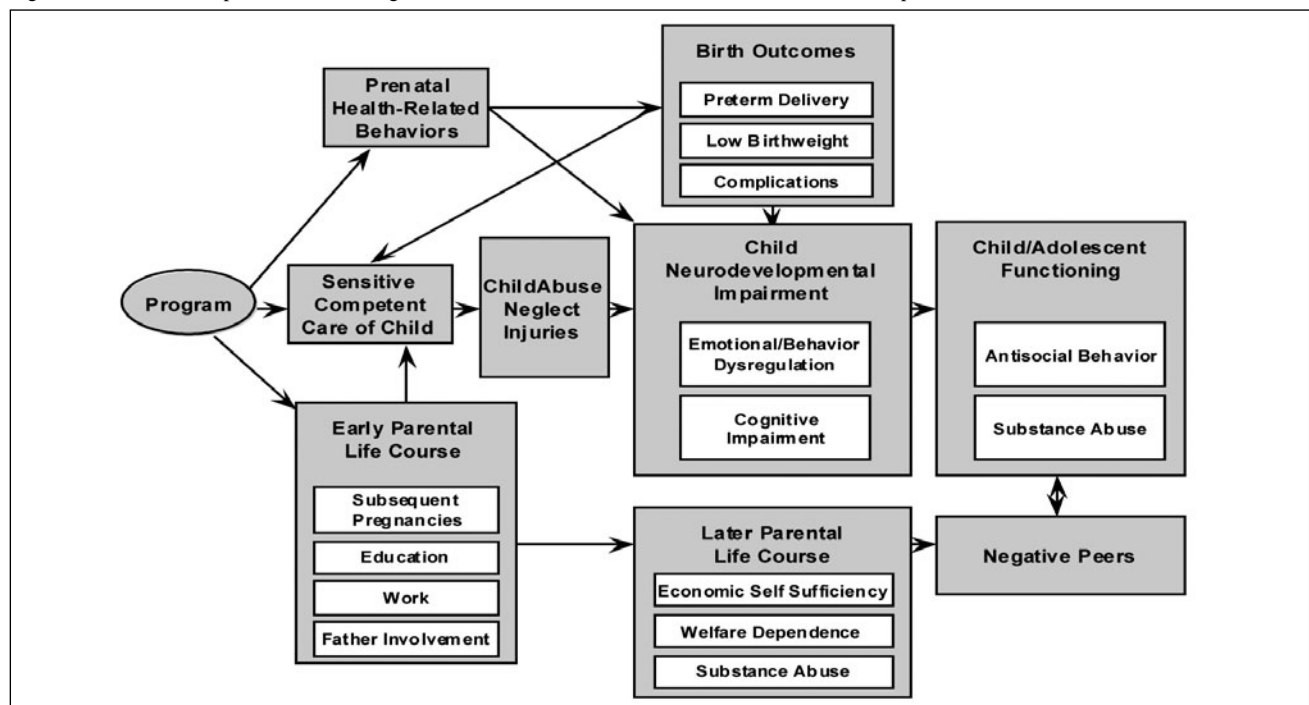 Birth Outcomes
Preterm Delivery
Low Birthweight
Complications
Prenatal
Health-Related
Behaviors
Program
Sensitive
Competent
Care of Child
ChildAbuse
Neglect
Injuries
Child
Neurodevelopmental
Impairment
Emotional/Behavior
Dysregulation
Cognitive
Impairment
Child/Adolescent
Functioning
Antisocial Behavior
Substance Abuse
Early Parental
Life Course
Subsequent
Pregnancies
Education
Work
Father Involvement
Later Parental
Life Course
Economic Self Sufficiency
Welfare Dependence
Substance Abuse
Negative Peers